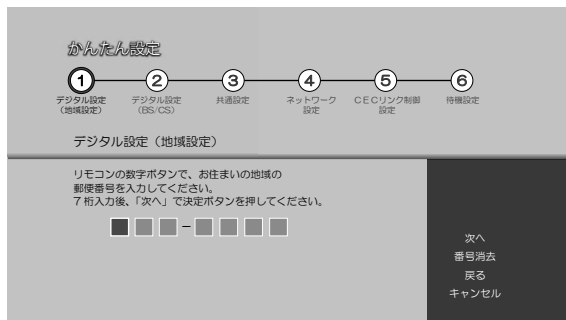 かんたん設定
1 2 3 4 5 6
デジタル設定 デジタル設定 共通設定 ネットワーク CECリンク制御 待機設定
(地域設定) (BS/CS) 設定 設定
デジタル設定(地域設定)
リモコンの数字ボタンで、お住まいの地域の
郵便番号を入力してください。
7桁入力後、「次へ」で決定ボタンを押してください。
-
次へ
番号消去
戻る
キャンセル